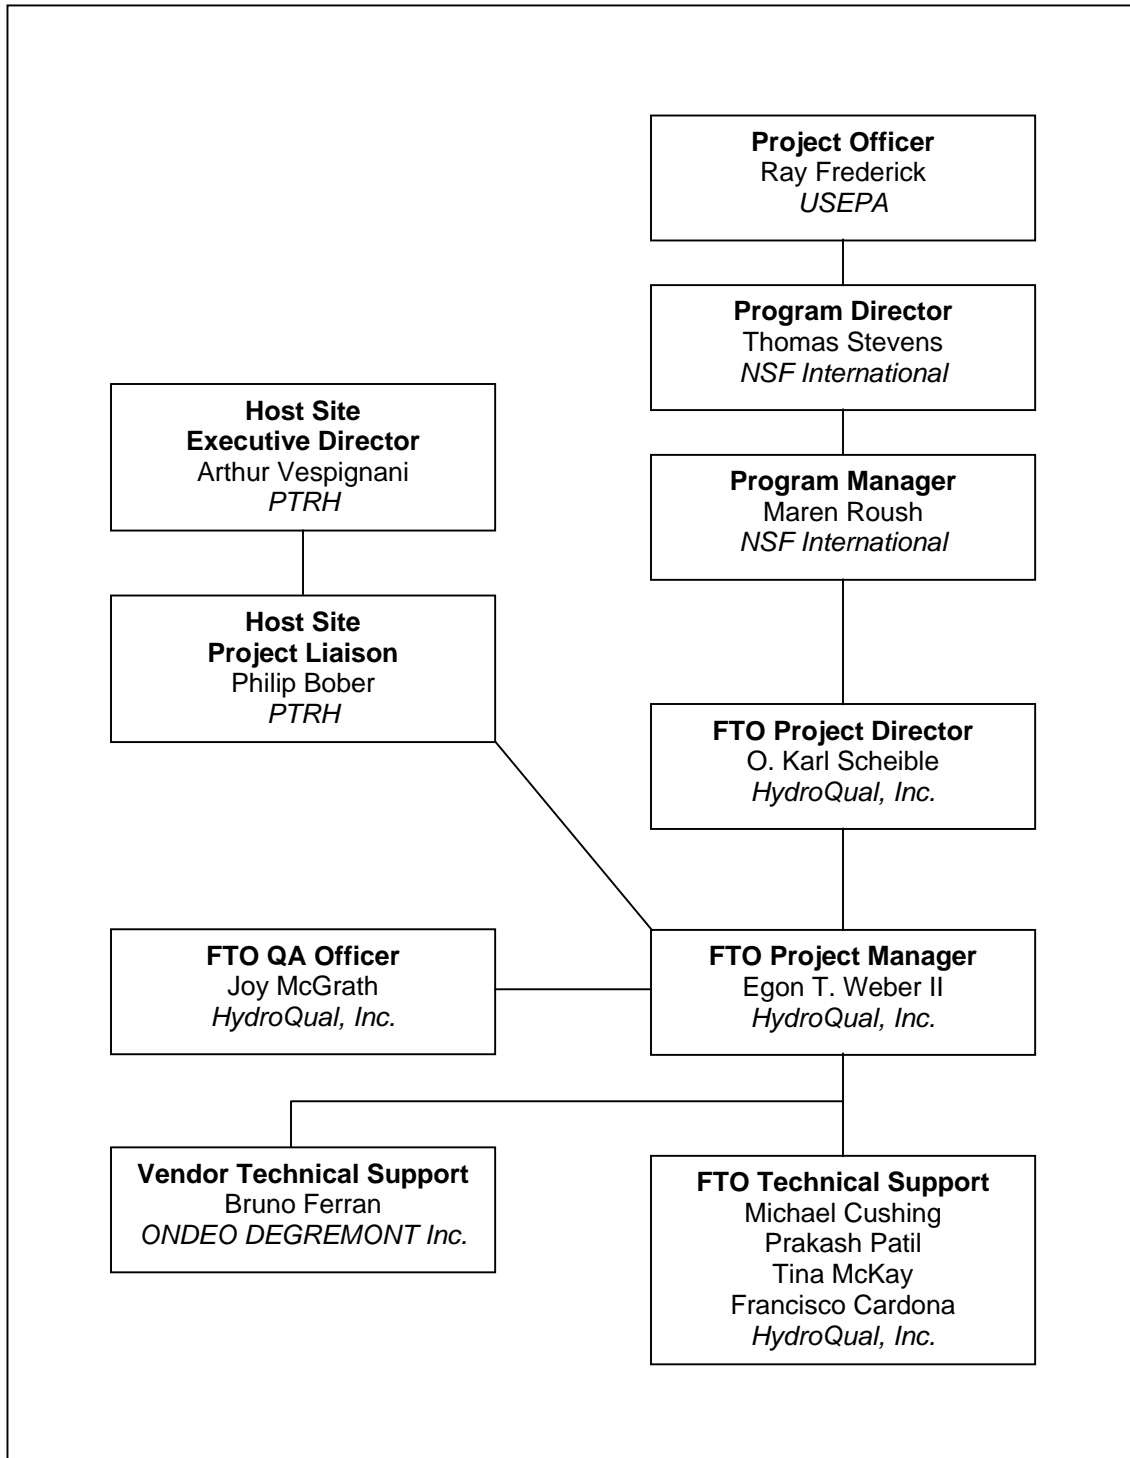 Project Officer
Ray Frederick
USEPA
Program Director
Thomas Stevens
NSF International
Host Site
Executive Director
Arthur Vespignani
PTRH
Program Manager
Maren Roush
NSF International
Host Site
Project Liaison
Philip Bober
PTRH
FTO Project Director
O. Karl Scheible
HydroQual, Inc.
FTO QA Officer
Joy McGrath
HydroQual, Inc.
FTO Project Manager
Egon T. Weber II
HydroQual, Inc.
Vendor Technical Support
Bruno Ferran
ONDEO DEGREMONT Inc.
FTO Technical Support
Michael Cushing
Prakash Patil
Tina McKay
Francisco Cardona
HydroQual, Inc.